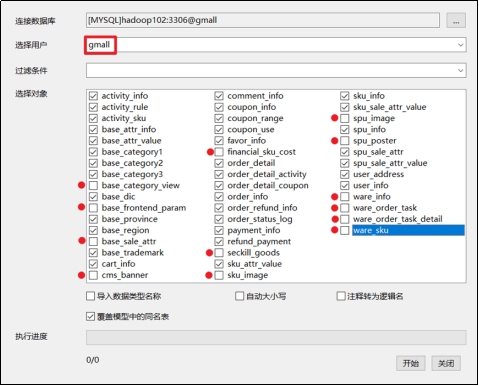 连接数据库
[MYSQL]hadoop102:3306@gmall
...
选择用户
gmall
过滤条件
选择对象
activity_info
activity_rule
activity_sku
base_attr_info
base_attr_value
base_category1
base_category2
base_category3
base_category_view
base_dic
base_frontend_param
base_province
base_region
base_sale_attr
base_trademark
cart_info
cms_banner
comment_info
coupon_info
coupon_range
coupon_use
favor_info
financial_sku_cost
order_detail
order_detail_activity
order_detail_coupon
order_info
order_refund_info
order_status_log
payment_info
refund_payment
seckill_goods
sku_attr_value
sku_image
sku_info
sku_sale_attr_value
spu_image
spu_info
spu_poster
spu_sale_attr
spu_sale_attr_value
user_address
user_info
ware_info
ware_order_task
ware_order_task_detail
ware_sku
导入数据类型名称
自动大小写
注释转为逻辑名
覆盖模型中的同名表
执行进度
0/0
开始
关闭